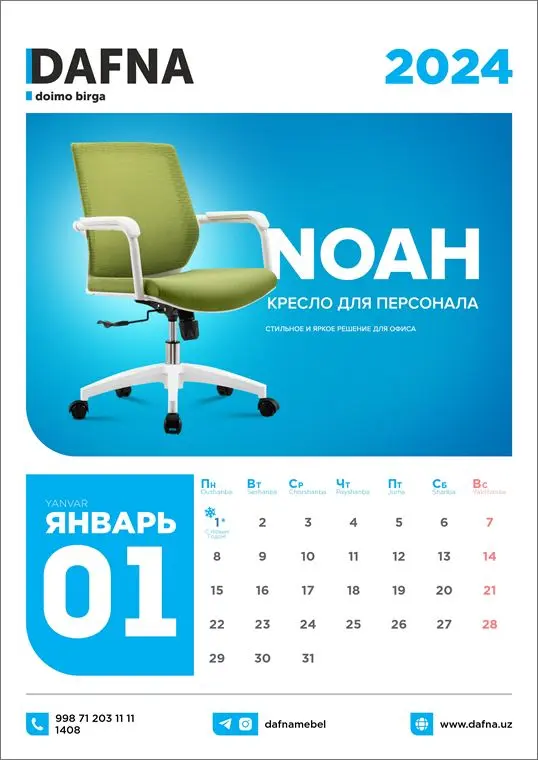 DAFNA
doimo birga
2024
NOAH
КРЕСЛО ДЛЯ ПЕРСОНАЛА
СТИЛЬНОЕ И ЯРКОЕ РЕШЕНИЕ ДЛЯ ОФИСА
YANVAR
ЯНВАРЬ
01
Пн Вт Ср Чт Пт Сб Вс
Dushanba Seshanba Chorshanba Payshanba Juma Shanba Yakshanba
1* 2 3 4 5 6 7
С Новым
Годом!
8 9 10 11 12 13 14
15 16 17 18 19 20 21
22 23 24 25 26 27 28
29 30 31
998 71 203 11 11
1408
dafnamebel
www.dafna.uz